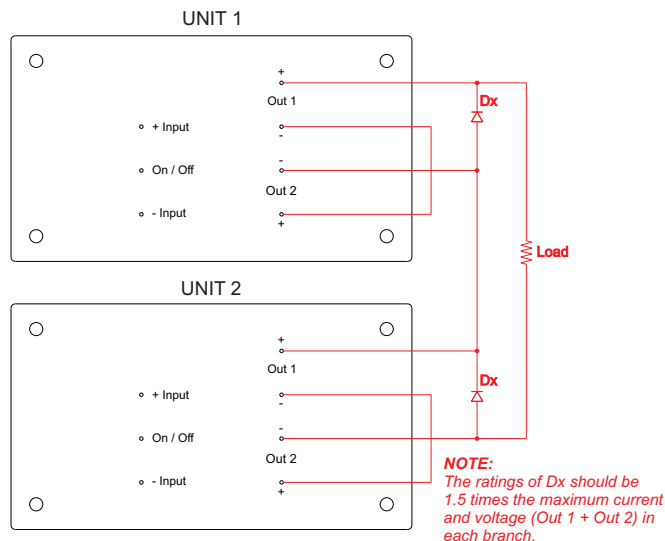 UNIT 1
+
Out 1
+ Input
-
On / Off
-
Out 2
- Input
+
Dx
Load
UNIT 2
+
Out 1
Dx
+ Input
-
On / Off
-
Out 2
- Input
+
NOTE:
The ratings of Dx should be
1.5 times the maximum current
and voltage (Out 1 + Out 2) in
each branch.